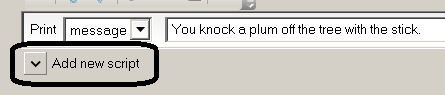 Print message You knock a plum off the tree with the stick.
Add new script